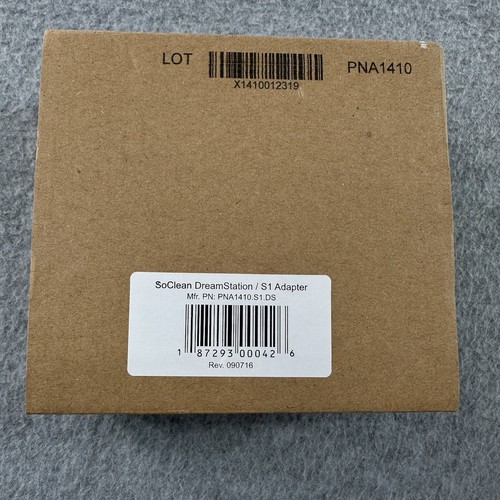 LOT PNA1410
X1410012319
SoClean DreamStation / S1 Adapter
Mfr. PN: PNA1410.S1.DS
1 87293 00042 6
Rev. 090716